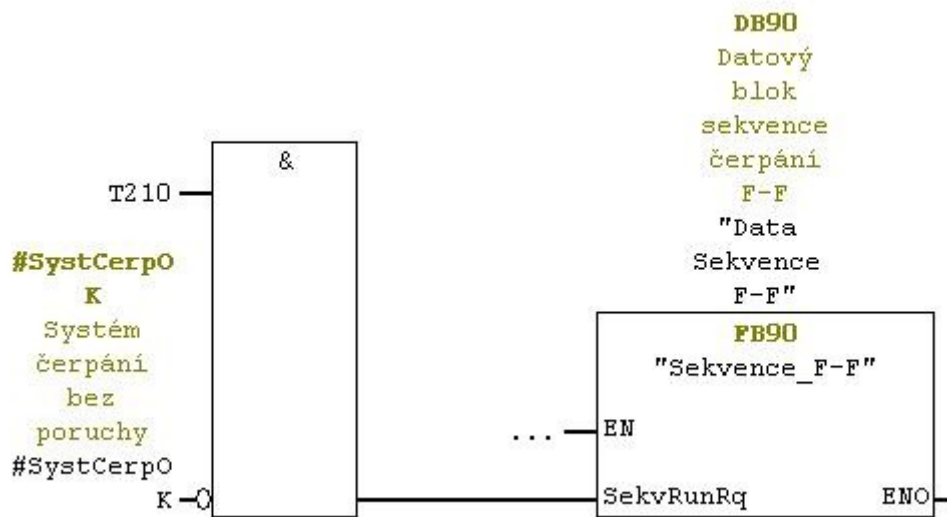 DB90
Datový
blok
sekvence
čerpání
F-F
"Data
Sekvence
F-F"
&
T210
#SystCerpO
K
Systém
čerpání
bez
poruchy
#SystCerpO
K
FB90
"Sekvence_F-F"
... EN
SekvRunRq ENO